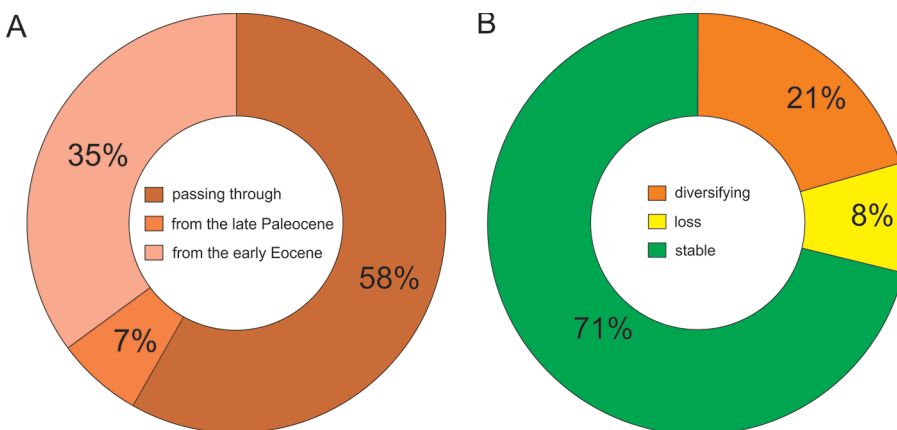 A
35%
passing through
from the late Paleocene
from the early Eocene
58%
7%
B
21%
diversifying
loss
stable
8%
71%